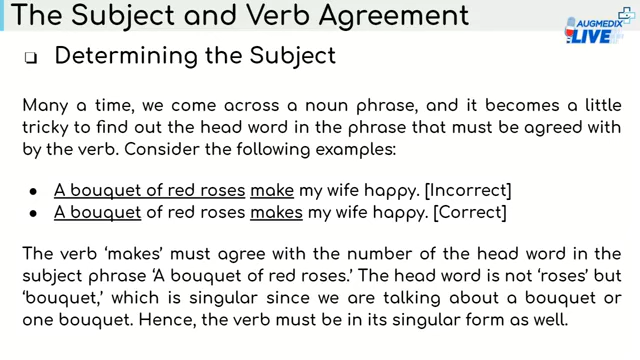 The Subject and Verb Agreement
AUGMEDIX
LIVE
❑ Determining the Subject
Many a time, we come across a noun phrase, and it becomes a little
tricky to find out the head word in the phrase that must be agreed with
by the verb. Consider the following examples:
● A bouquet of red roses make my wife happy. [Incorrect]
● A bouquet of red roses makes my wife happy. [Correct]
The verb ‘makes’ must agree with the number of the head word in the
subject phrase ‘A bouquet of red roses.’ The head word is not ‘roses’ but
‘bouquet,’ which is singular since we are talking about a bouquet or
one bouquet. Hence, the verb must be in its singular form as well.